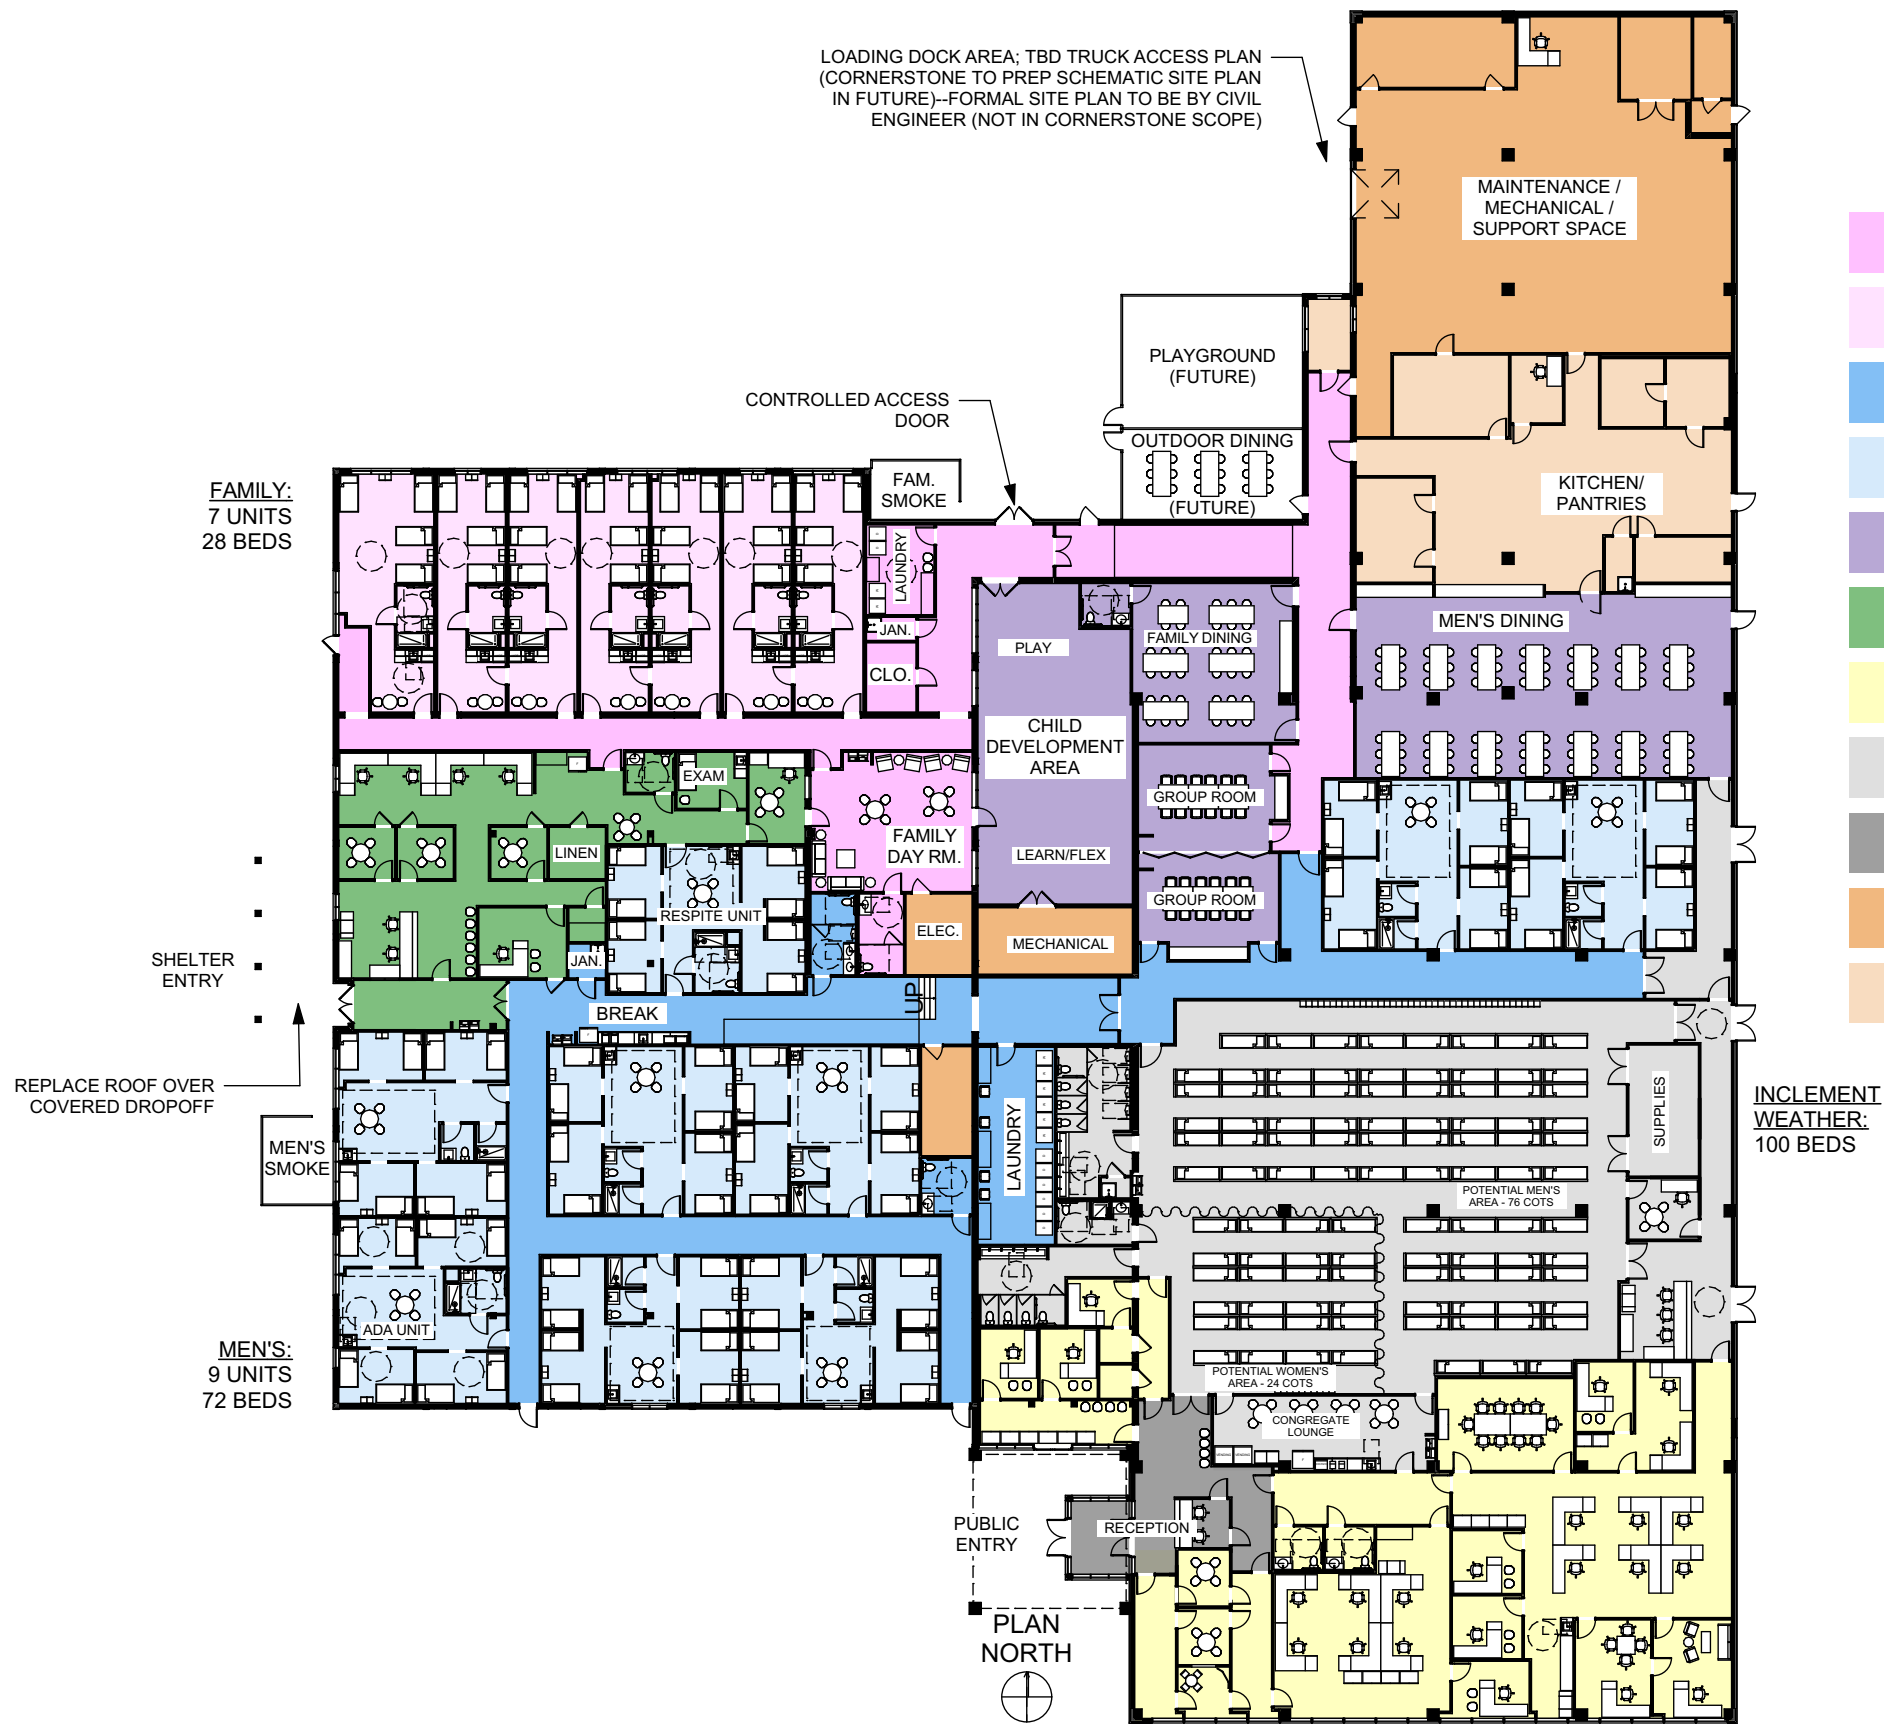 LOADING DOCK AREA; TBD TRUCK ACCESS PLAN
(CORNERSTONE TO PREP SCHEMATIC SITE PLAN
IN FUTURE)--FORMAL SITE PLAN TO BE BY CIVIL
ENGINEER (NOT IN CORNERSTONE SCOPE)
MAINTENANCE /
MECHANICAL /
SUPPORT SPACE
PLAYGROUND
(FUTURE)
CONTROLLED ACCESS
DOOR
OUTDOOR DINING
(FUTURE)
FAM.
SMOKE
FAMILY:
7 UNITS
28 BEDS
KITCHEN/
PANTRIES
LAUNDRY
JAN.
CLO.
PLAY
FAMILY DINING
MEN'S DINING
CHILD
DEVELOPMENT
AREA
EXAM
GROUP ROOM
FAMILY
DAY RM.
LEARN/FLEX
LINEN
GROUP ROOM
RESPITE UNIT
ELEC.
MECHANICAL
JAN.
SHELTER
ENTRY
UP
BREAK
REPLACE ROOF OVER
COVERED DROPOFF
MEN'S
SMOKE
LAUNDRY
SUPPLIES
INCLEMENT
WEATHER:
100 BEDS
POTENTIAL MEN'S
AREA - 76 COTS
ADA UNIT
MEN'S:
9 UNITS
72 BEDS
POTENTIAL WOMEN'S
AREA - 24 COTS
CONGREGATE
LOUNGE
PUBLIC
ENTRY
RECEPTION
PLAN
NORTH